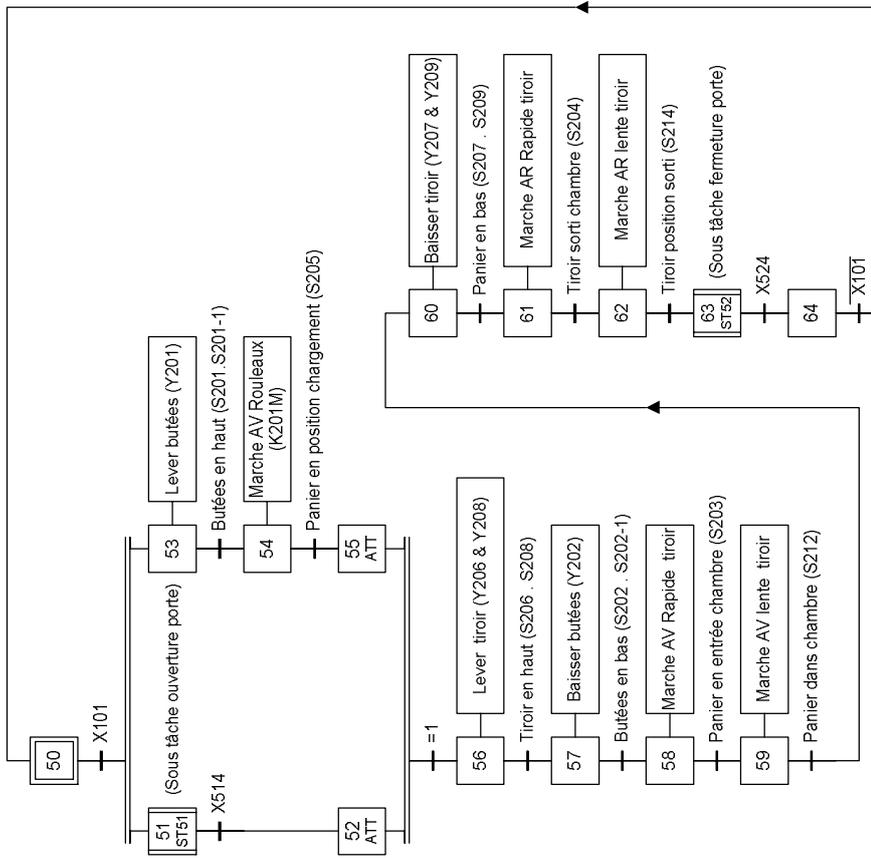 50
X101
51
ST51
(Sous tâche ouverture porte)
X514
52
ATT
53
Lever butées (Y201)
Butées en haut (S201.S201-1)
54
Marche AV Rouleaux
(K201M)
Panier en position chargement (S205)
55
ATT
=1
56
Lever tiroir (Y206 & Y208)
Tiroir en haut (S206 . S208)
57
Baisser butées (Y202)
Butées en bas (S202 . S202-1)
58
Marche AV Rapide tiroir
Panier en entrée chambre (S203)
59
Marche AV lente tiroir
Panier dans chambre (S212)
60
Baisser tiroir (Y207 & Y209)
Panier en bas (S207 . S209)
61
Marche AR Rapide tiroir
Tiroir sorti chambre (S204)
62
Marche AR lente tiroir
Tiroir position sorti (S214)
63
ST52
(Sous tâche fermeture porte)
X524
64
X101